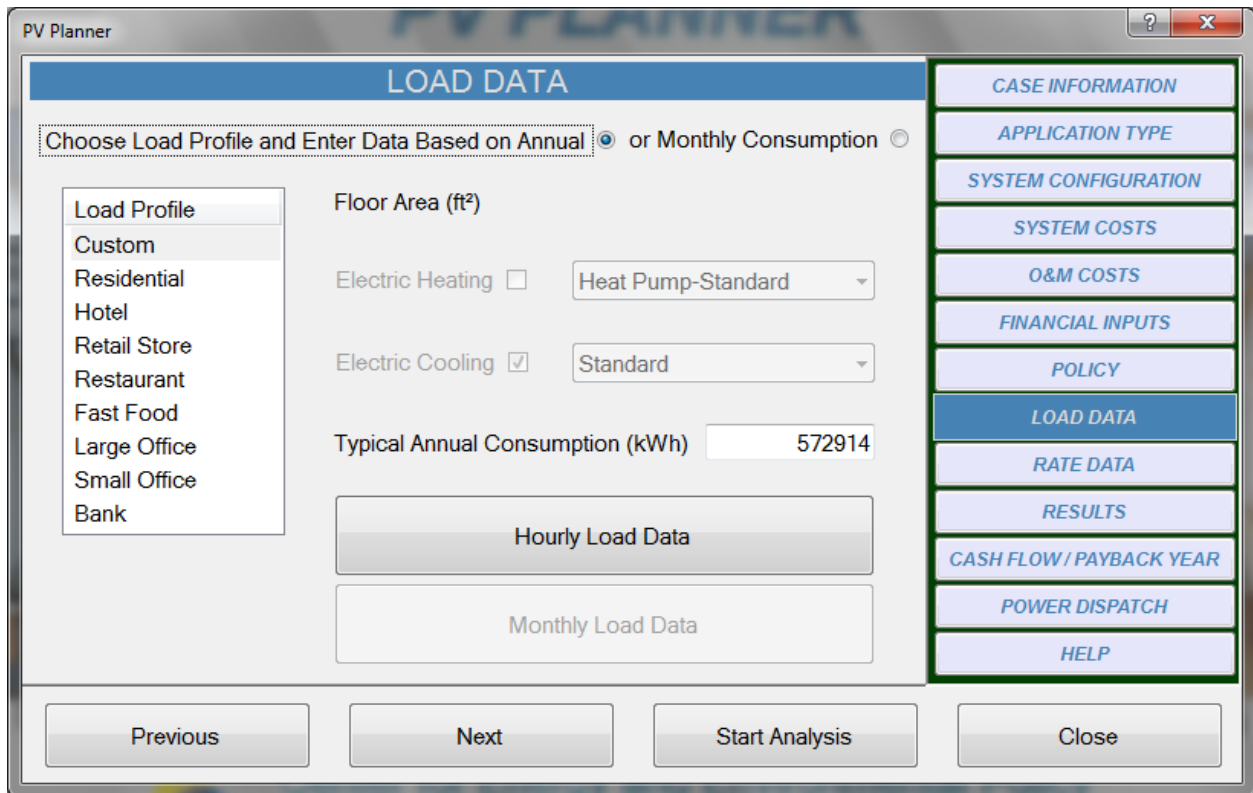 PV Planner
PV PLANNER
LOAD DATA
Choose Load Profile and Enter Data Based on Annual or Monthly Consumption
Load Profile
Custom
Residential
Hotel
Retail Store
Restaurant
Fast Food
Large Office
Small Office
Bank
Floor Area (ft²)
Electric Heating Heat Pump-Standard
Electric Cooling Standard
Typical Annual Consumption (kWh) 572914
Hourly Load Data
Monthly Load Data
CASE INFORMATION
APPLICATION TYPE
SYSTEM CONFIGURATION
SYSTEM COSTS
O&M COSTS
FINANCIAL INPUTS
POLICY
LOAD DATA
RATE DATA
RESULTS
CASH FLOW / PAYBACK YEAR
POWER DISPATCH
HELP
Previous
Next
Start Analysis
Close